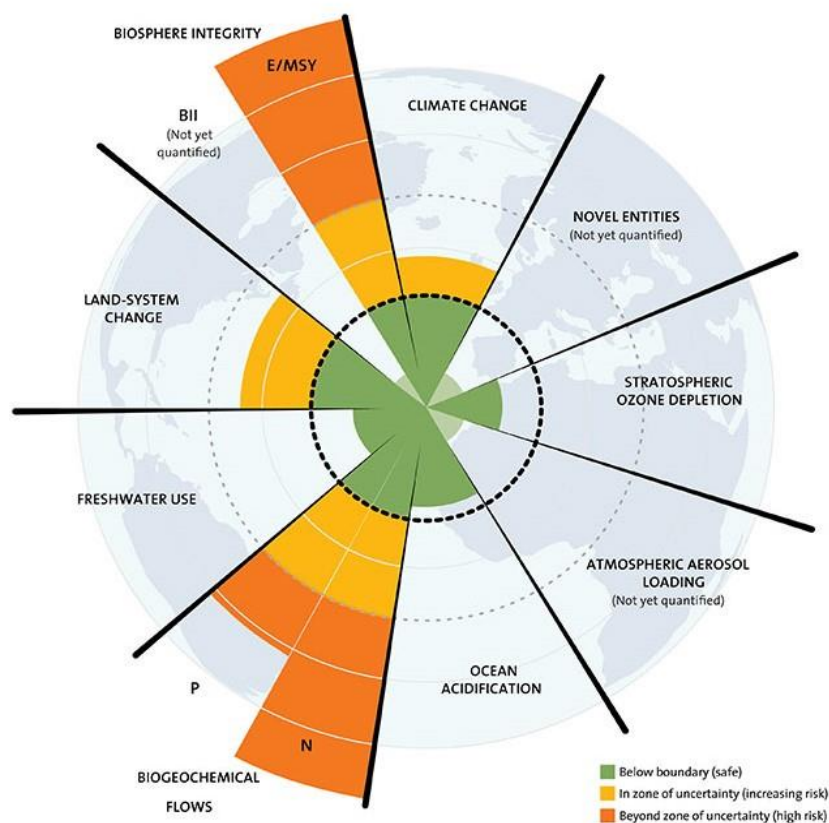 BIOSPHERE INTEGRITY
E/MSY
CLIMATE CHANGE
BII
(Not yet
quantified)
NOVEL ENTITIES
(Not yet quantified)
LAND-SYSTEM
CHANGE
STRATOSPHERIC
OZONE DEPLETION
FRESHWATER USE
ATMOSPHERIC AEROSOL
LOADING
(Not yet quantified)
P
OCEAN
ACIDIFICATION
N
BIOGEOCHEMICAL
FLOWS
Below boundary (safe)
In zone of uncertainty (increasing risk)
Beyond zone of uncertainty (high risk)